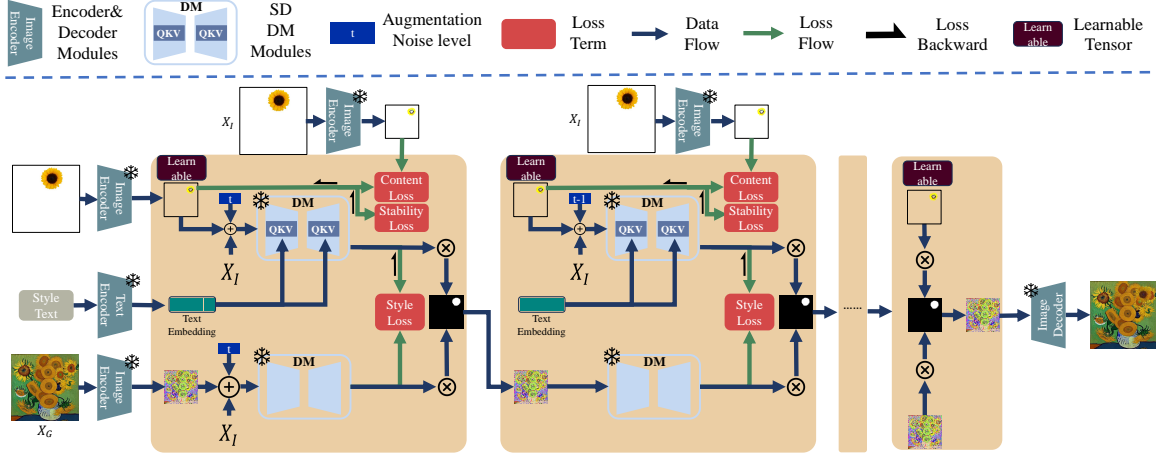 Image
Encoder
Encoder&
Decoder
Modules
DM
QKV
QKV
SD
DM
Modules
t
Augmentation
Noise level
Loss
Term
Data
Flow
Loss
Flow
Loss
Backward
Learn
able
Learnable
Tensor
X_I
Image
Encoder
X_I
Image
Encoder
Image
Encoder
Learn
able
t
X_I
DM
QKV
QKV
Content
Loss
Stability
Loss
Learn
able
t-1
X_I
DM
QKV
QKV
Content
Loss
Stability
Loss
Learn
able
Style
Text
Text
Encoder
Text
Embedding
Style
Loss
Text
Embedding
Style
Loss
......
Image
Decoder
X_G
Image
Encoder
t
X_I
DM
DM